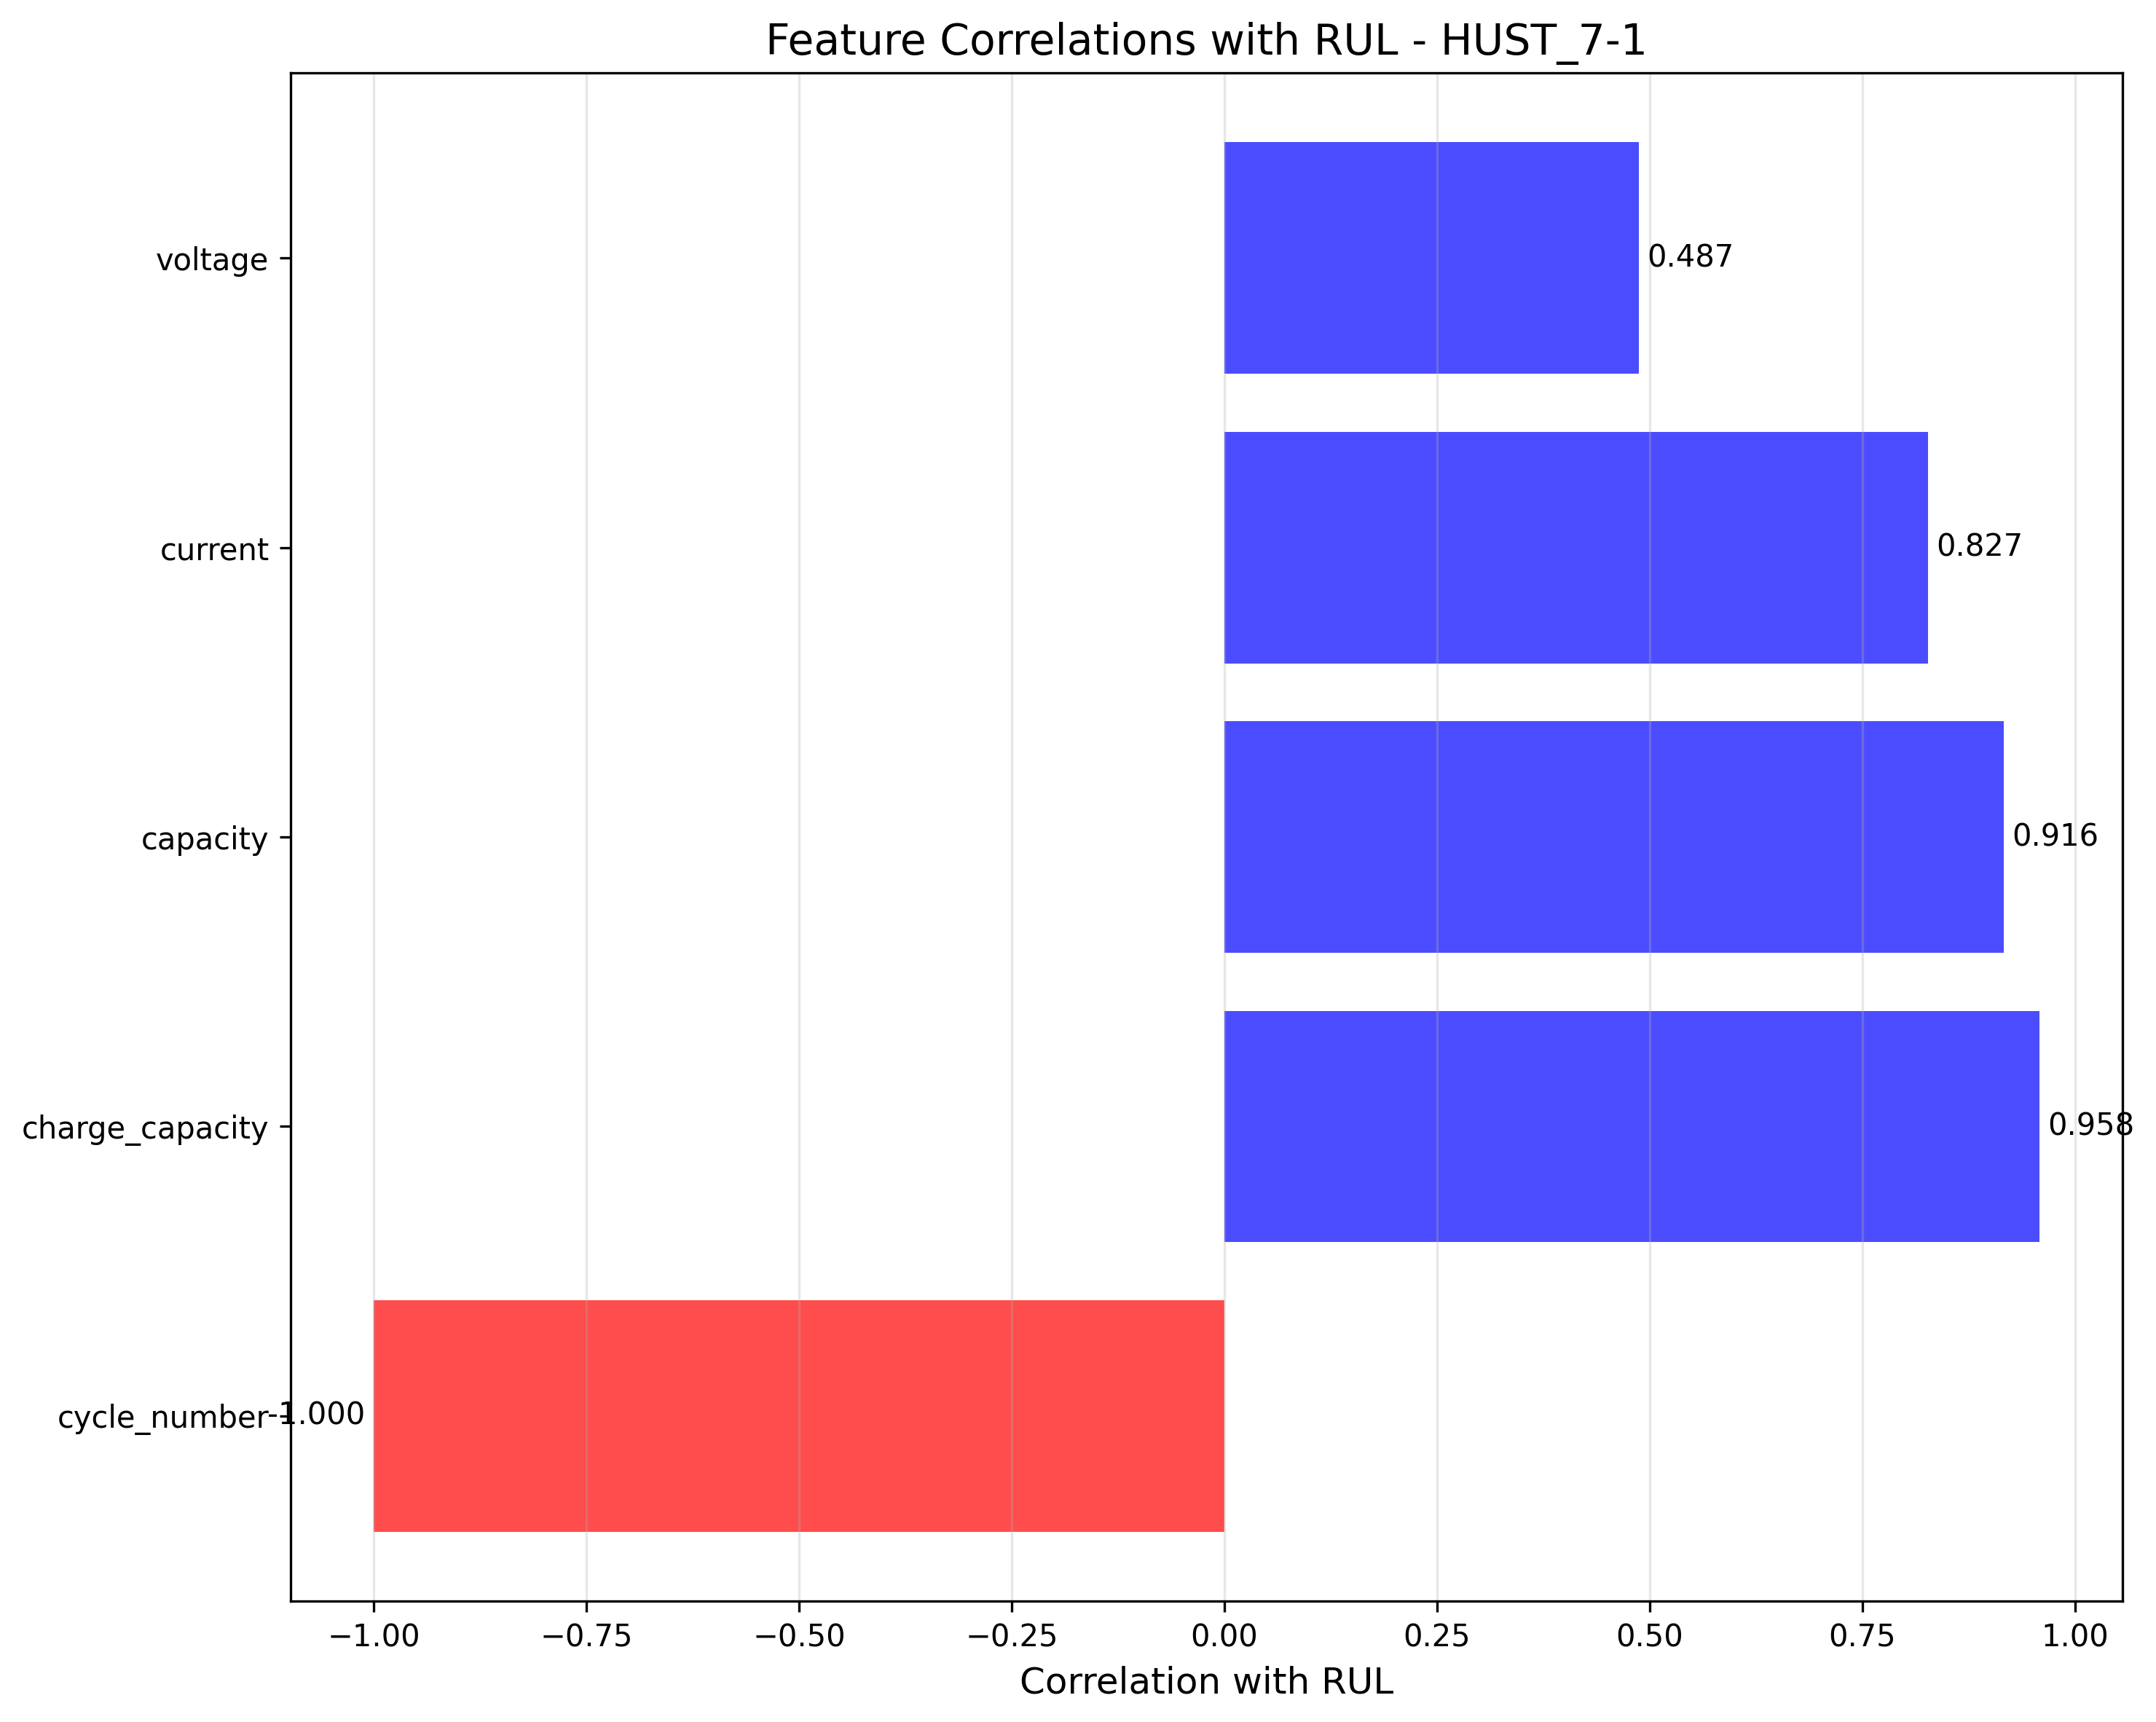 Feature Correlations with RUL - HUST_7-1
voltage
0.487
current
0.827
capacity
0.916
charge_capacity
0.958
cycle_number
-1.000
−1.00 −0.75 −0.50 −0.25 0.00 0.25 0.50 0.75 1.00
Correlation with RUL